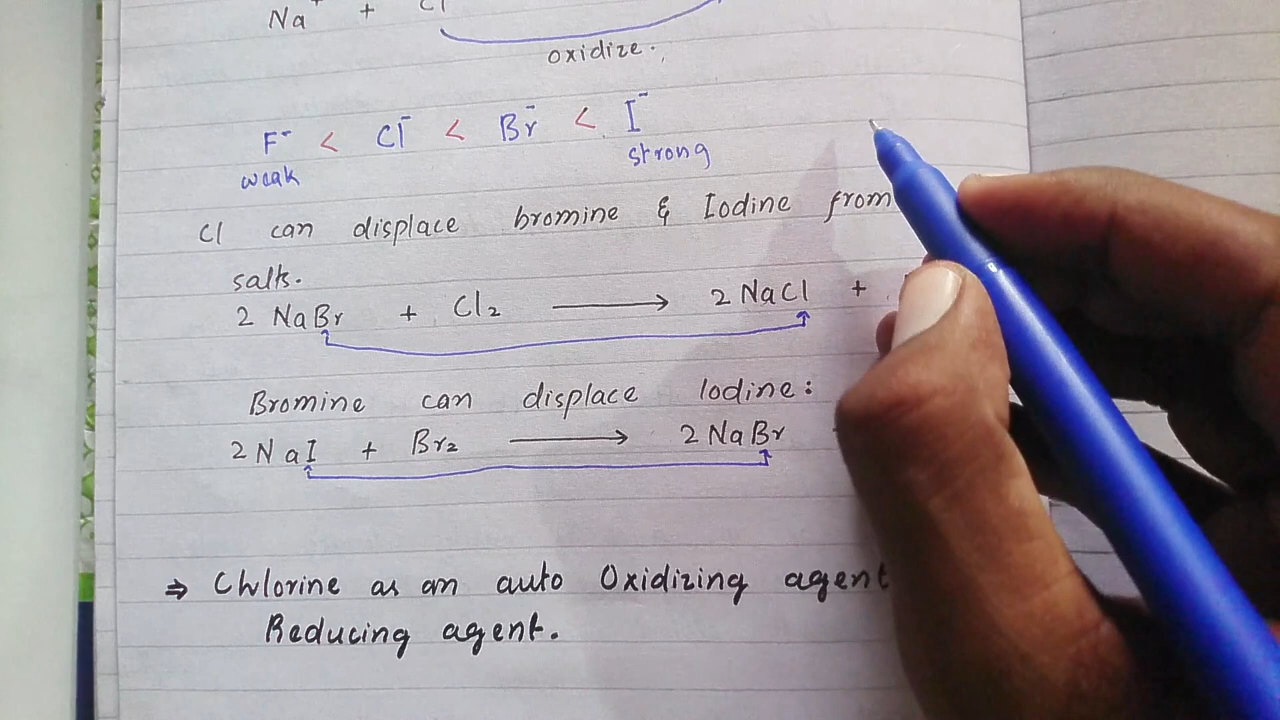 Na⁺ + Cl
oxidize.
F⁻ < Cl⁻ < Br⁻ < I⁻
weak strong
Cl can displace bromine & Iodine from
salts.
2 NaBr + Cl₂ ⟶ 2 NaCl +
Bromine can displace Iodine:
2 NaI + Br₂ ⟶ 2 NaBr
⇒ Chlorine as an auto Oxidizing agent
Reducing agent.